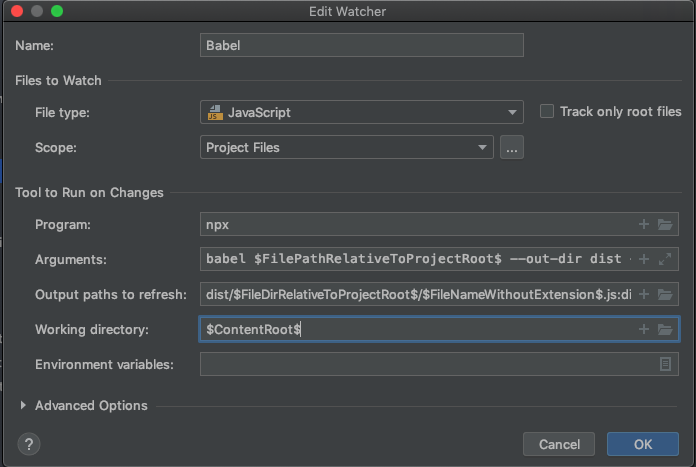 Edit Watcher
Name: Babel
Files to Watch
File type: JS JavaScript Track only root files
Scope: Project Files ...
Tool to Run on Changes
Program: npx
Arguments: babel $FilePathRelativeToProjectRoot$ --out-dir dist
Output paths to refresh: dist/$FileDirRelativeToProjectRoot$/$FileNameWithoutExtension$.js:di
Working directory: $ContentRoot$
Environment variables:
Advanced Options
? Cancel OK